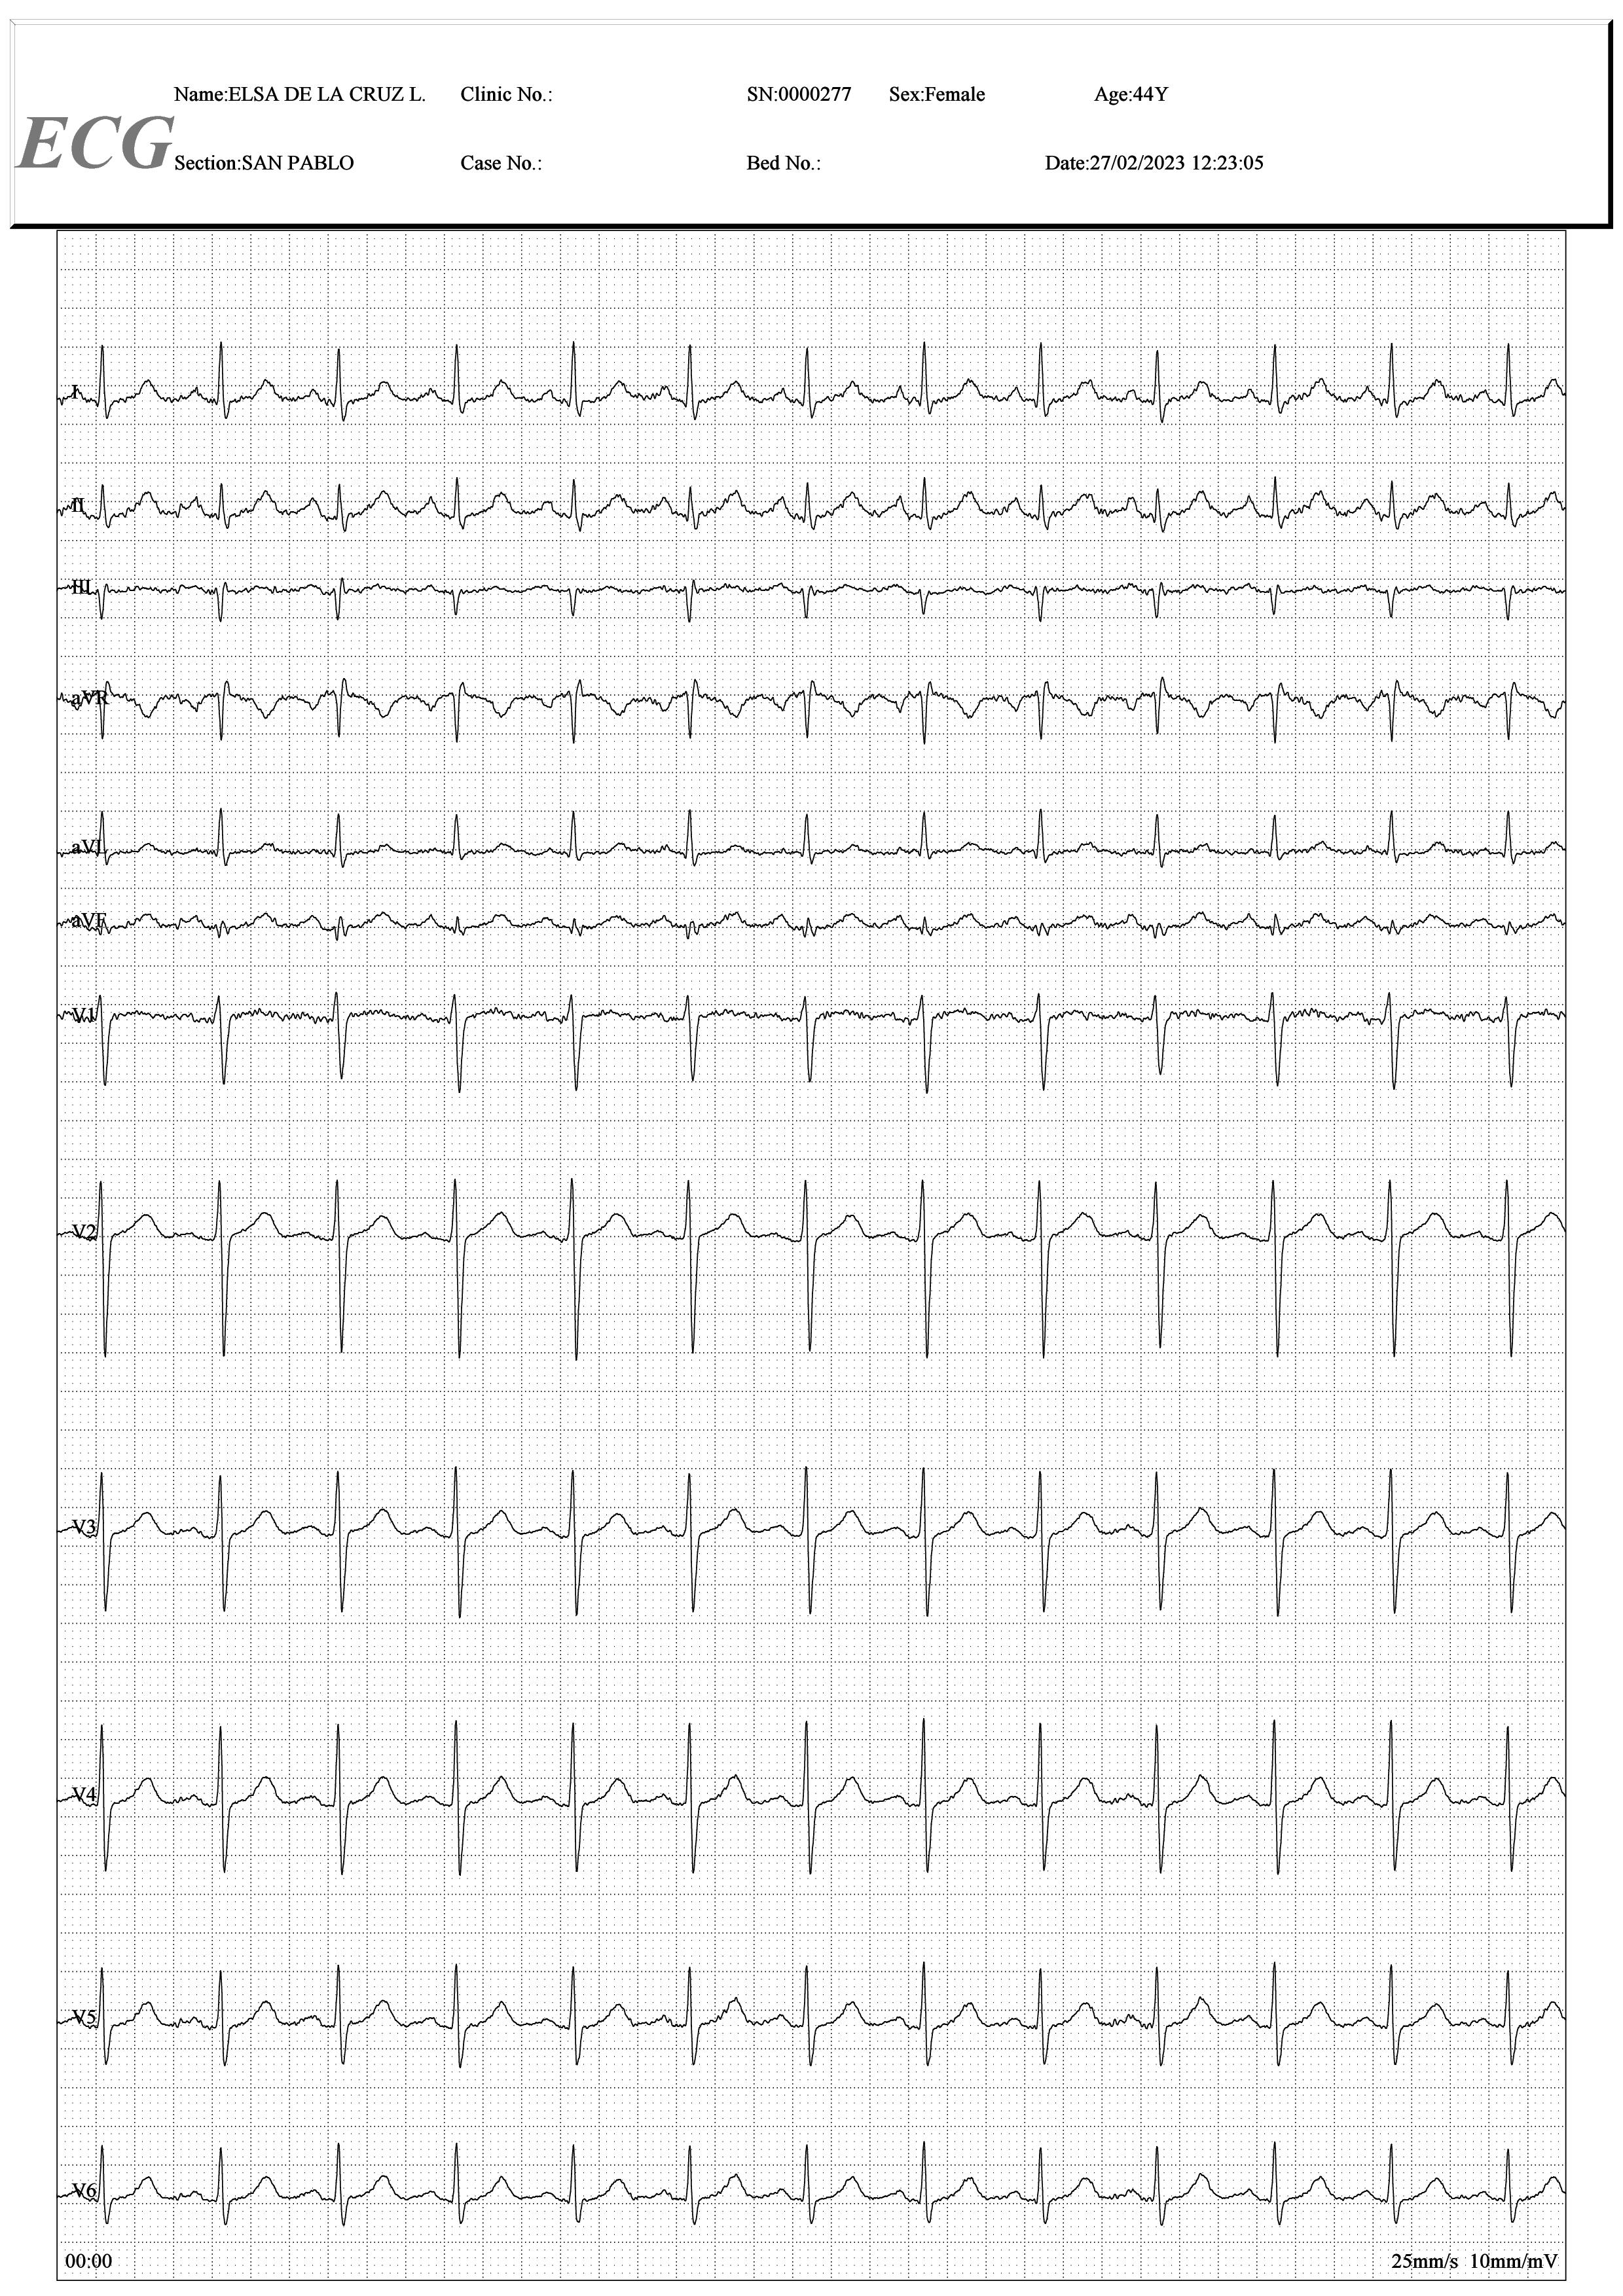 Name:ELSA DE LA CRUZ L. Clinic No.: SN:0000277 Sex:Female Age:44Y
ECG
Section:SAN PABLO Case No.: Bed No.: Date:27/02/2023 12:23:05
I
II
III
aVR
aVL
aVF
V1
V2
V3
V4
V5
V6
00:00 25mm/s 10mm/mV